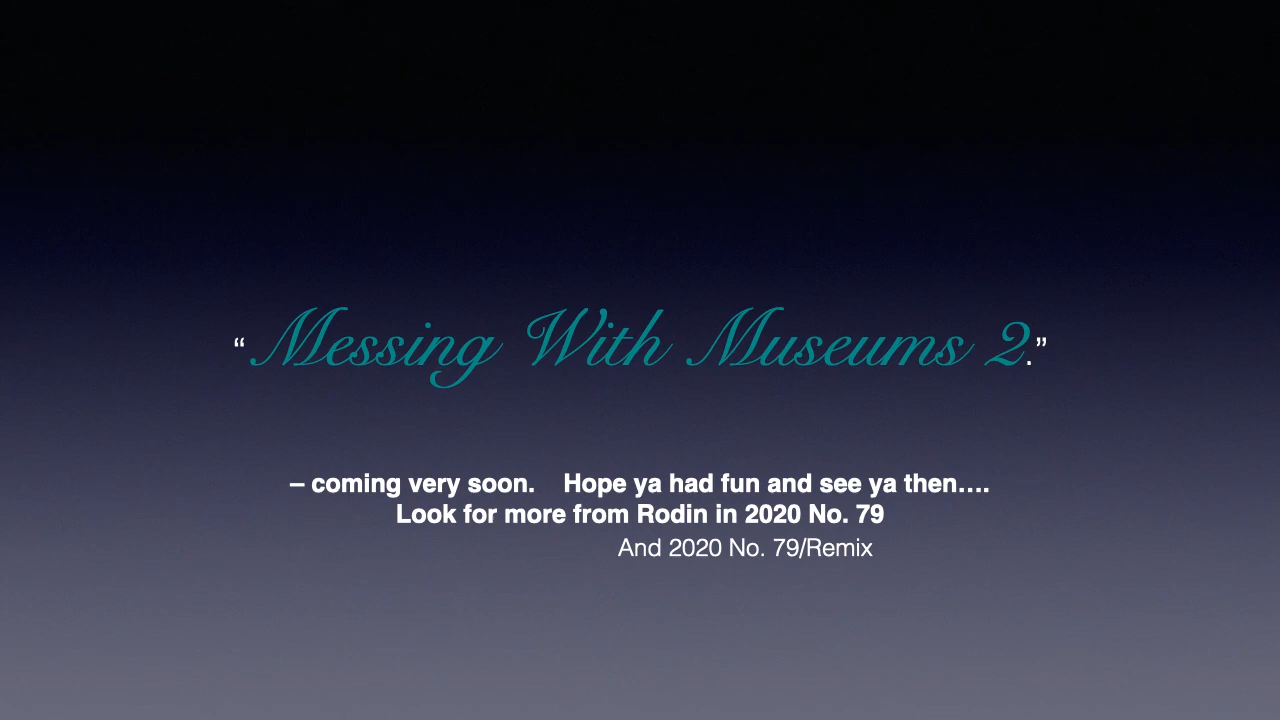 “Messing With Museums 2.”
– coming very soon.    Hope ya had fun and see ya then….
Look for more from Rodin in 2020 No. 79
And 2020 No. 79/Remix